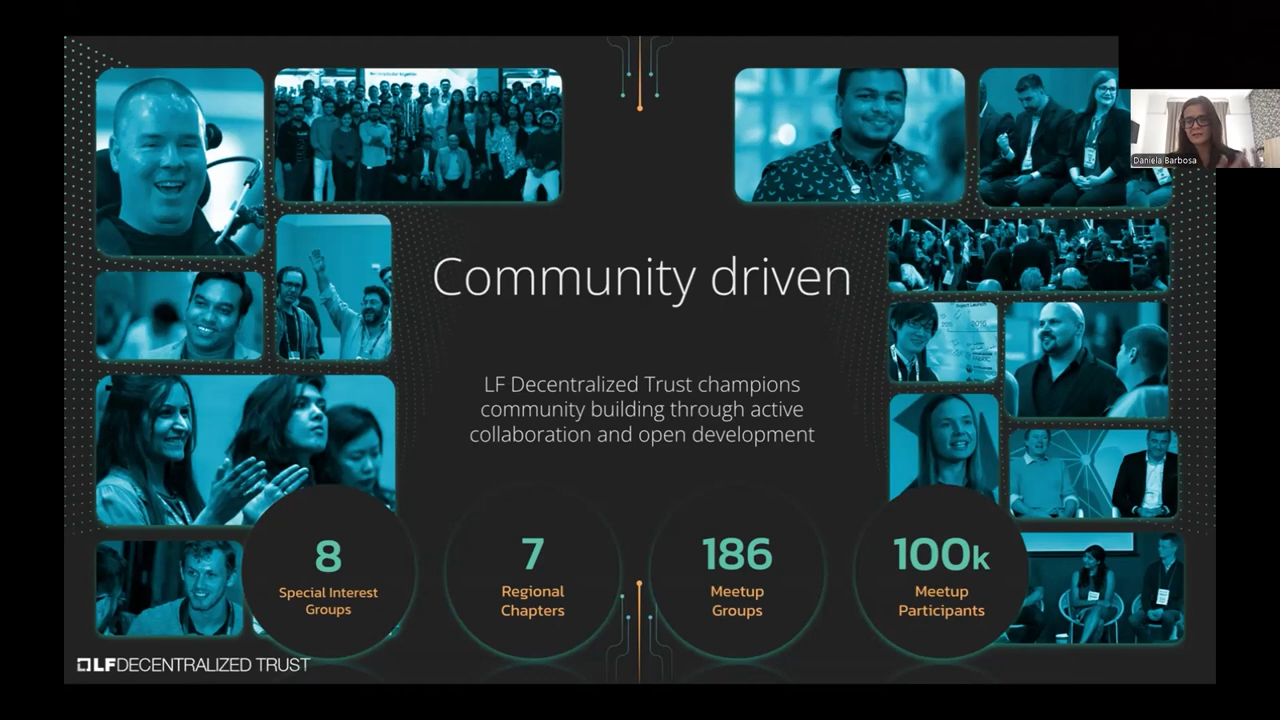 Community driven
LF Decentralized Trust champions
community building through active
collaboration and open development
8
Special Interest
Groups
7
Regional
Chapters
186
Meetup
Groups
100k
Meetup
Participants
LFDECENTRALIZED TRUST
Daniela Barbosa